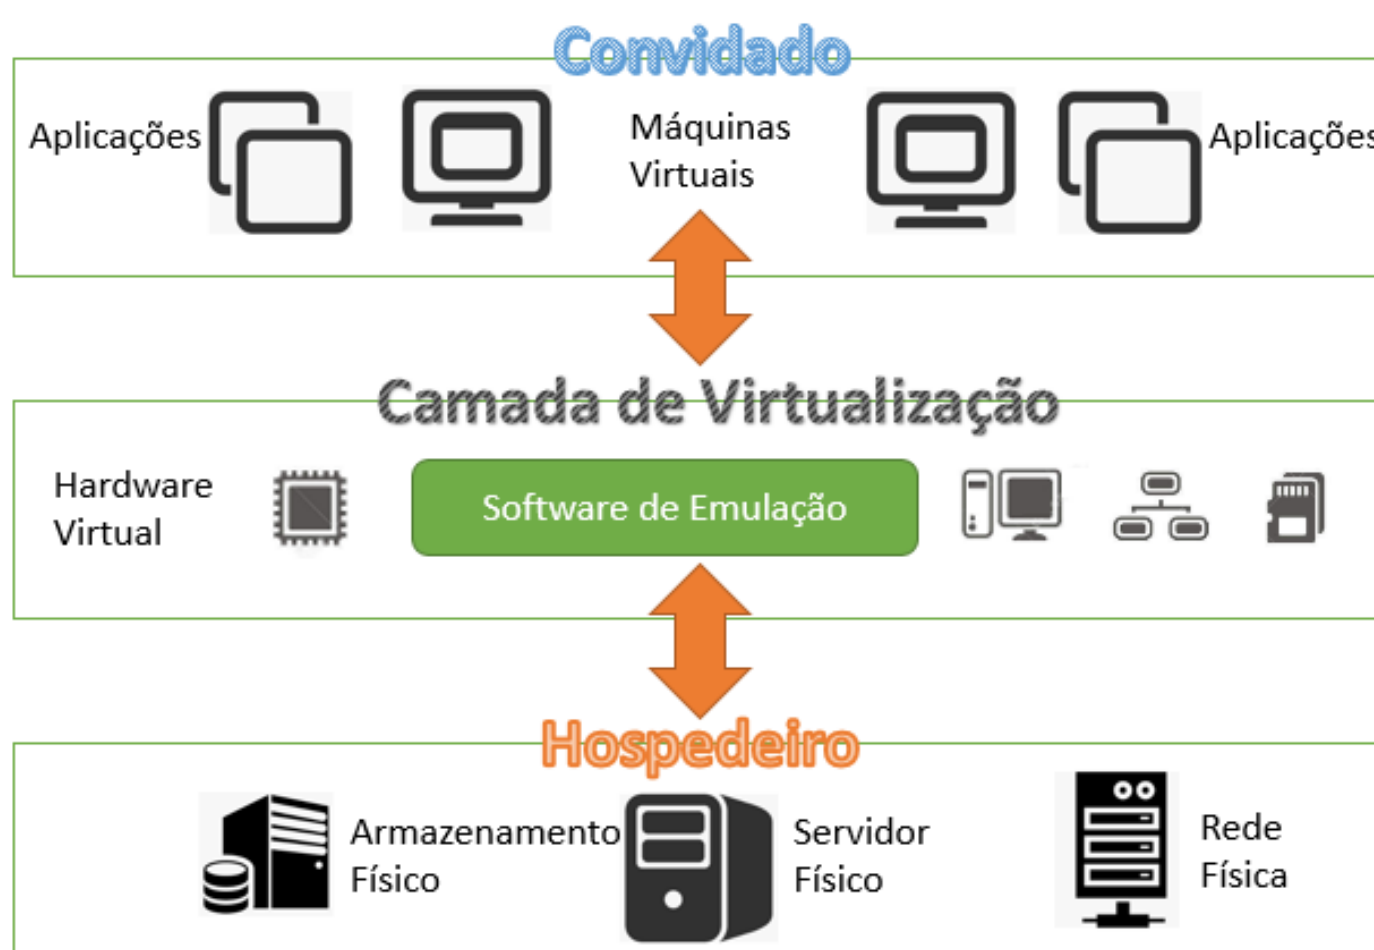 Convidado
Aplicações
Máquinas
Virtuais
Aplicações
Camada de Virtualização
Hardware
Virtual
Software de Emulação
Hospedeiro
Armazenamento
Físico
Servidor
Físico
Rede
Física